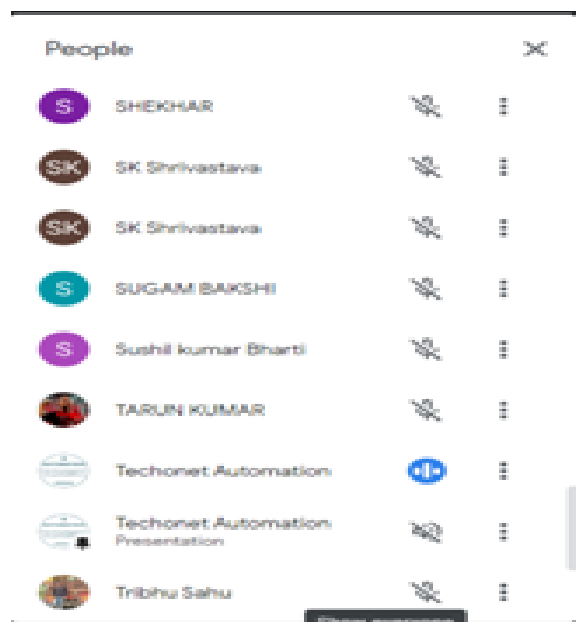 People
S SHEKHAR
SK SK Shrivastava
SK SK Shrivastava
S SUGAM BAKSHI
S Sushil kumar Bharti
TARUN KUMAR
Techonet Automation
Techonet Automation
Presentation
Tribhu Sahu